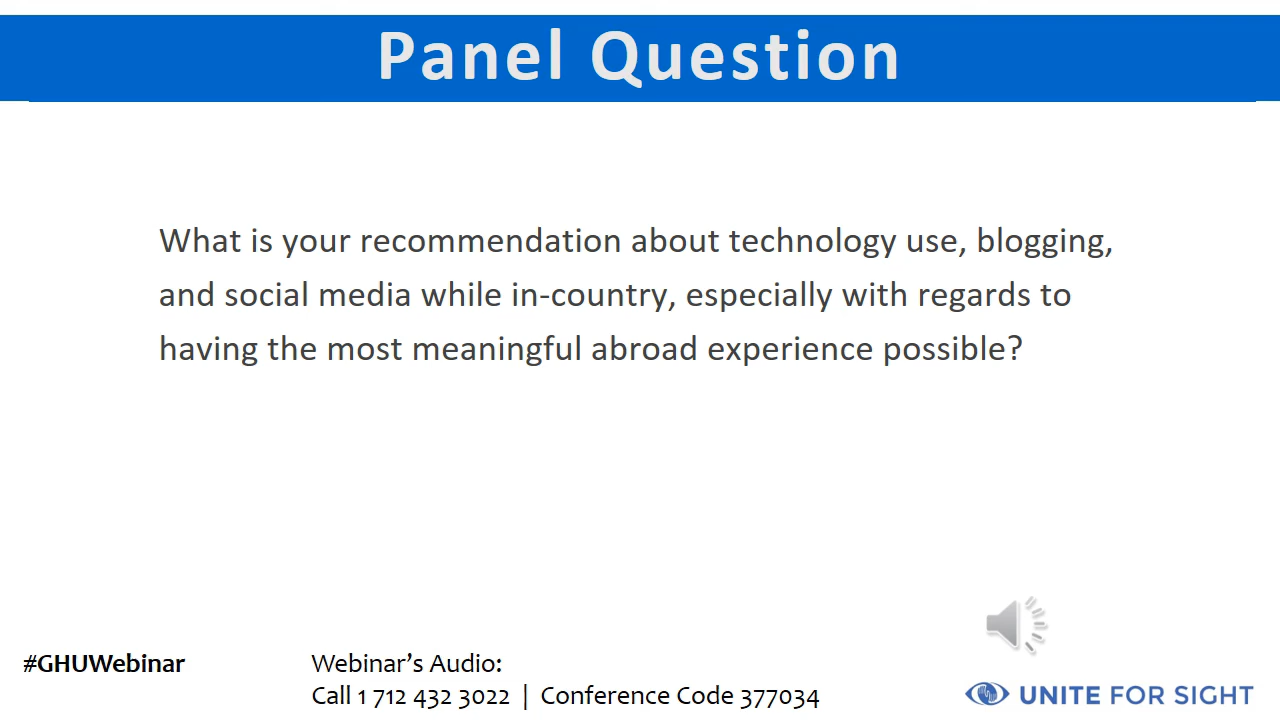 Panel Question
What is your recommendation about technology use, blogging,
and social media while in-country, especially with regards to
having the most meaningful abroad experience possible?
#GHUWebinar
Webinar's Audio:
Call 1 712 432 3022 | Conference Code 377034
UNITE FOR SIGHT